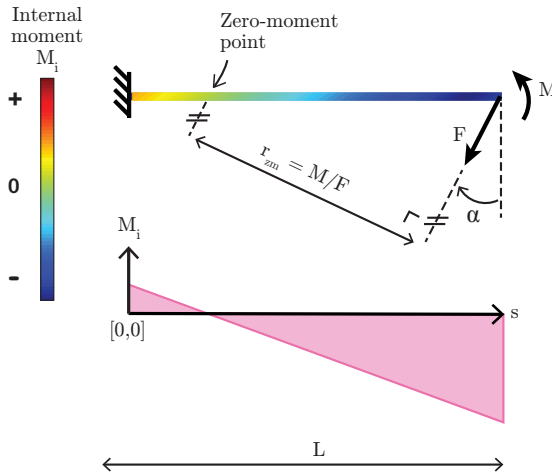 Internal
moment
M_i
+
0
-
Zero-moment
point
M
F
r_zm = M/F
α
M_i
[0,0]
s
L